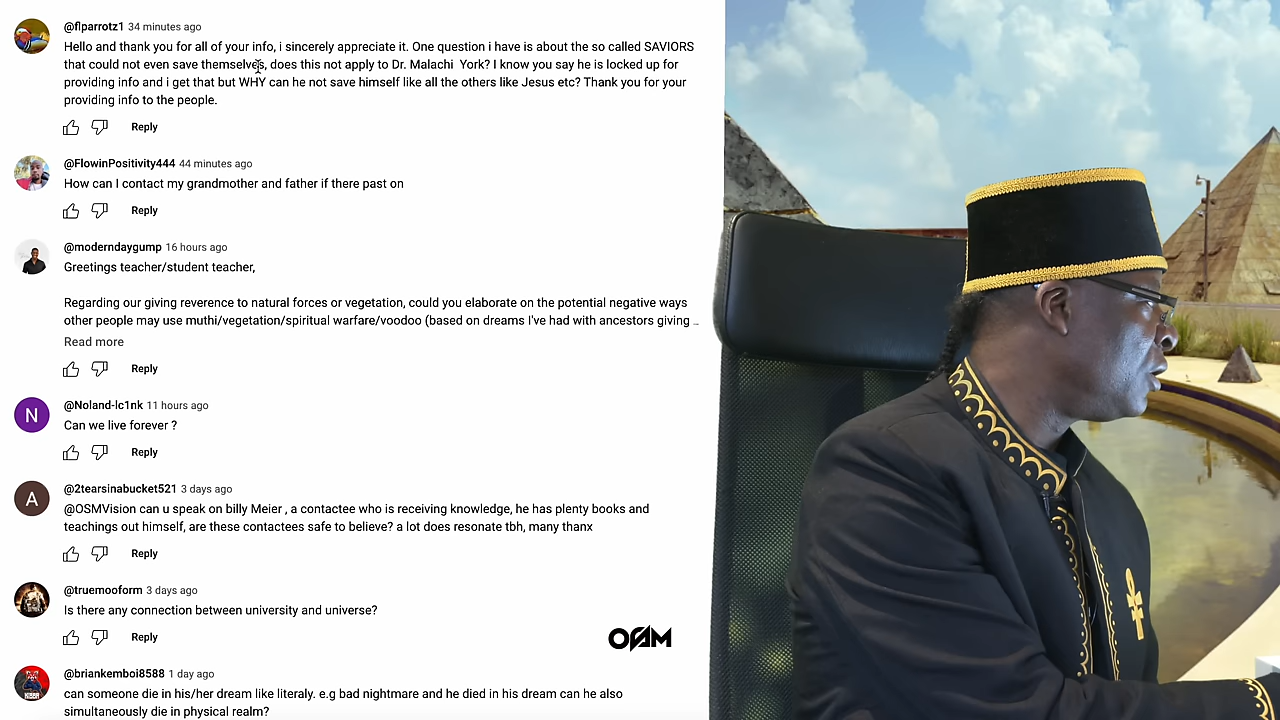 @flparrotz1 34 minutes ago
Hello and thank you for all of your info, i sincerely appreciate it. One question i have is about the so called SAVIORS
that could not even save themselves, does this not apply to Dr. Malachi York? I know you say he is locked up for
providing info and i get that but WHY can he not save himself like all the others like Jesus etc? Thank you for your
providing info to the people.
Reply
@FlowinPositivity444 44 minutes ago
How can I contact my grandmother and father if there past on
Reply
@moderndaygump 16 hours ago
Greetings teacher/student teacher,
Regarding our giving reverence to natural forces or vegetation, could you elaborate on the potential negative ways
other people may use muthi/vegetation/spiritual warfare/voodoo (based on dreams I've had with ancestors giving ...
Read more
Reply
N
@Noland-lc1nk 11 hours ago
Can we live forever ?
Reply
A
@2tearsinabucket521 3 days ago
@OSMVision can u speak on billy Meier , a contactee who is receiving knowledge, he has plenty books and
teachings out himself, are these contactees safe to believe? a lot does resonate tbh, many thanx
Reply
@truemooform 3 days ago
Is there any connection between university and universe?
Reply
OSM
@briankemboi8588 1 day ago
can someone die in his/her dream like literaly. e.g bad nightmare and he died in his dream can he also
simultaneously die in physical realm?